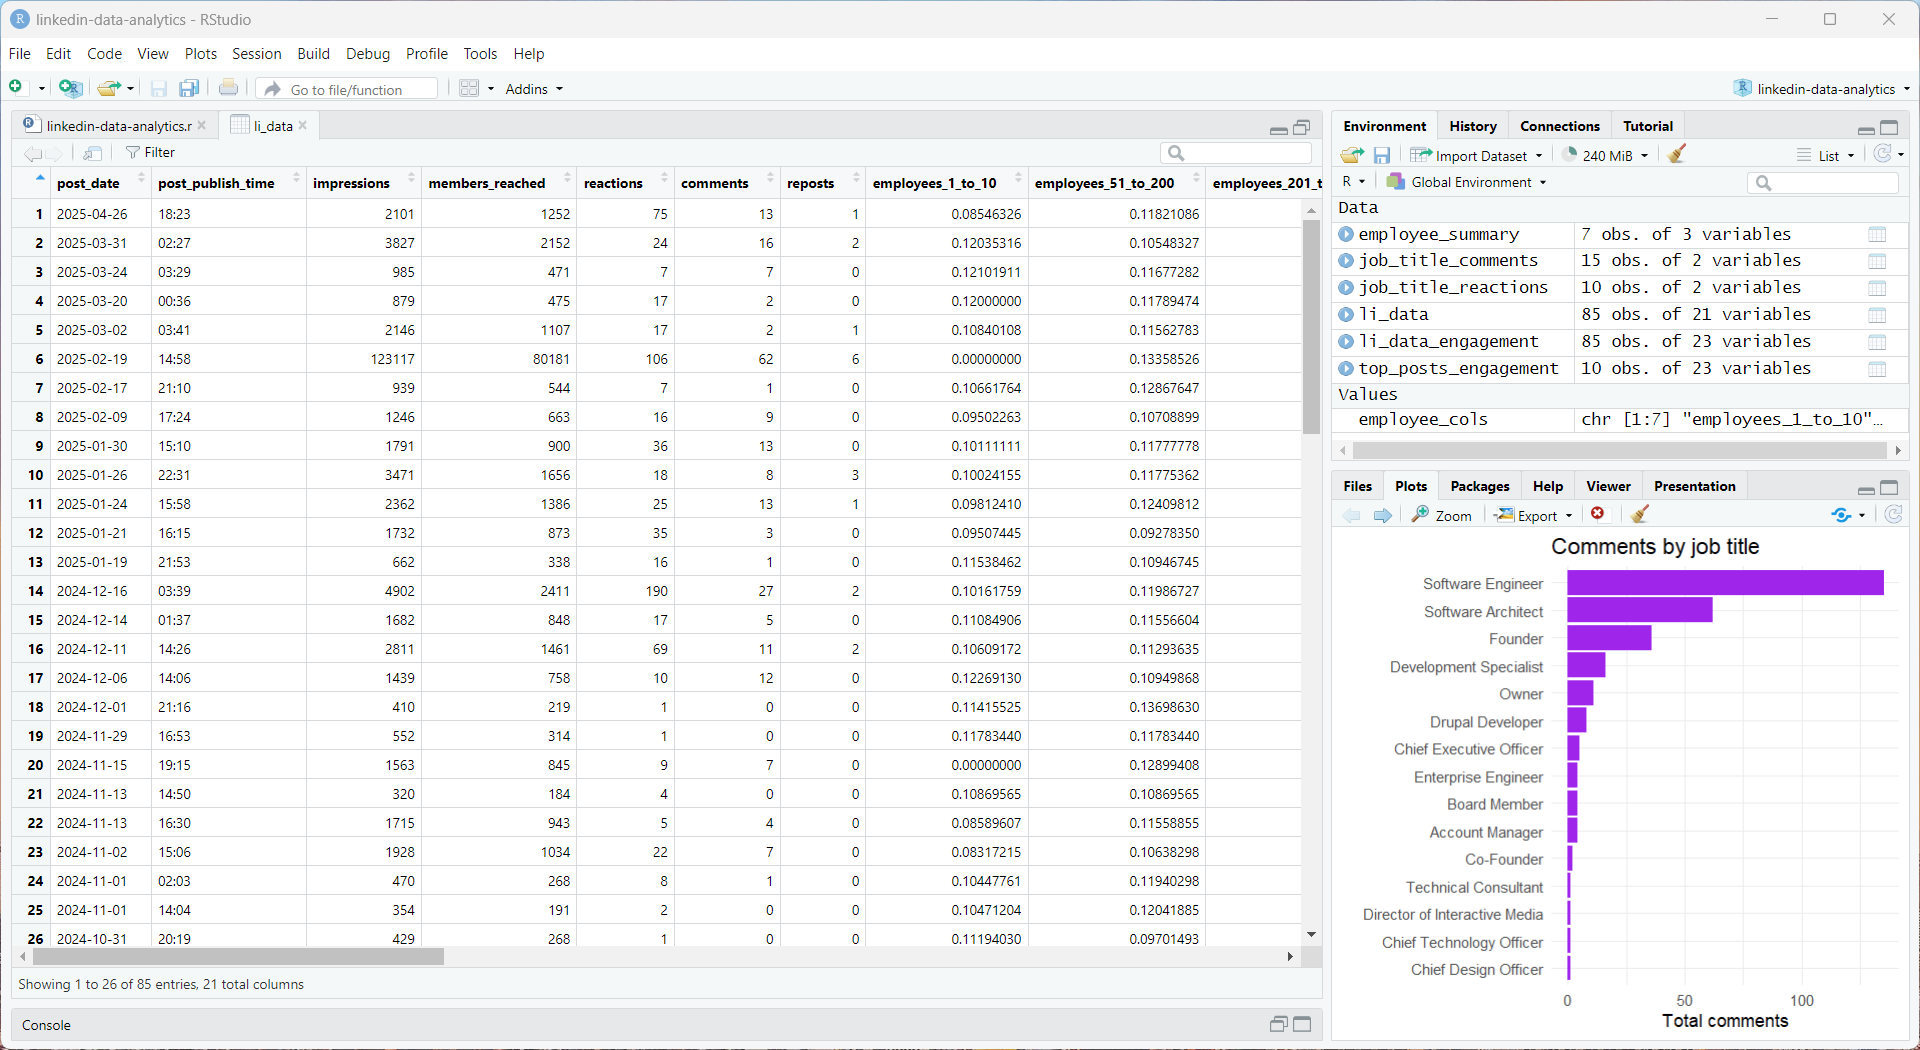 linkedin-data-analytics - RStudio
File Edit Code View Plots Session Build Debug Profile Tools Help
Go to file/function Addins linkedin-data-analytics
linkedin-data-analytics.r li_data
Filter
post_date post_publish_time impressions members_reached reactions comments reposts employees_1_to_10 employees_51_to_200 employees_201_t
1 2025-04-26 18:23 2101 1252 75 13 1 0.08546326 0.11821086
2 2025-03-31 02:27 3827 2152 24 16 2 0.12035316 0.10548327
3 2025-03-24 03:29 985 471 7 7 0 0.12101911 0.11677282
4 2025-03-20 00:36 879 475 17 2 0 0.12000000 0.11789474
5 2025-03-02 03:41 2146 1107 17 2 1 0.10840108 0.11562783
6 2025-02-19 14:58 123117 80181 106 62 6 0.00000000 0.13358526
7 2025-02-17 21:10 939 544 7 1 0 0.10661764 0.12867647
8 2025-02-09 17:24 1246 663 16 9 0 0.09502263 0.10708899
9 2025-01-30 15:10 1791 900 36 13 0 0.10111111 0.11777778
10 2025-01-26 22:31 3471 1656 18 8 3 0.10024155 0.11775362
11 2025-01-24 15:58 2362 1386 25 13 1 0.09812410 0.12409812
12 2025-01-21 16:15 1732 873 35 3 0 0.09507445 0.09278350
13 2025-01-19 21:53 662 338 16 1 0 0.11538462 0.10946745
14 2024-12-16 03:39 4902 2411 190 27 2 0.10161759 0.11986727
15 2024-12-14 01:37 1682 848 17 5 0 0.11084906 0.11556604
16 2024-12-11 14:26 2811 1461 69 11 2 0.10609172 0.11293635
17 2024-12-06 14:06 1439 758 10 12 0 0.12269130 0.10949868
18 2024-12-01 21:16 410 219 1 0 0 0.11415525 0.13698630
19 2024-11-29 16:53 552 314 1 0 0 0.11783440 0.11783440
20 2024-11-15 19:15 1563 845 9 7 0 0.00000000 0.12899408
21 2024-11-13 14:50 320 184 4 0 0 0.10869565 0.10869565
22 2024-11-13 16:30 1715 943 5 4 0 0.08589607 0.11558855
23 2024-11-02 15:06 1928 1034 22 7 0 0.08317215 0.10638298
24 2024-11-01 02:03 470 268 8 1 0 0.10447761 0.11940298
25 2024-11-01 14:04 354 191 2 0 0 0.10471204 0.12041885
26 2024-10-31 20:19 429 268 1 0 0 0.11194030 0.09701493
Showing 1 to 26 of 85 entries, 21 total columns
Console
Environment History Connections Tutorial
Import Dataset 240 MiB List
R Global Environment
Data
employee_summary 7 obs. of 3 variables
job_title_comments 15 obs. of 2 variables
job_title_reactions 10 obs. of 2 variables
li_data 85 obs. of 21 variables
li_data_engagement 85 obs. of 23 variables
top_posts_engagement 10 obs. of 23 variables
Values
employee_cols chr [1:7] "employees_1_to_10"…
Files Plots Packages Help Viewer Presentation
Zoom Export
Comments by job title
Software Engineer
Software Architect
Founder
Development Specialist
Owner
Drupal Developer
Chief Executive Officer
Enterprise Engineer
Board Member
Account Manager
Co-Founder
Technical Consultant
Director of Interactive Media
Chief Technology Officer
Chief Design Officer
0 50 100
Total comments